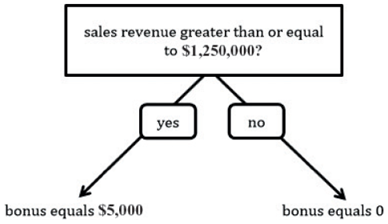 sales revenue greater than or equal
to $1,250,000?
yes
no
bonus equals $5,000
bonus equals 0